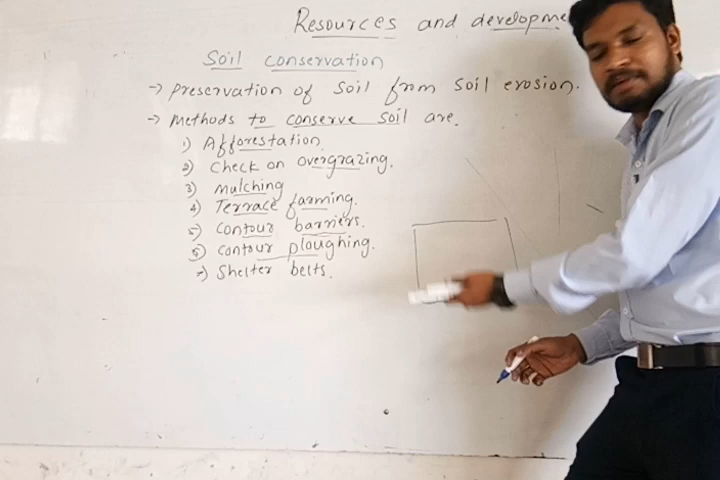 Resources and developme
Soil conservation
→ Preservation of soil from soil erosion.
→ Methods to conserve soil are.
1) Afforestation
2) Check on overgrazing.
3) mulching
4) Terrace farming.
5) contour barriers.
6) contour ploughing.
7) Shelter belts.